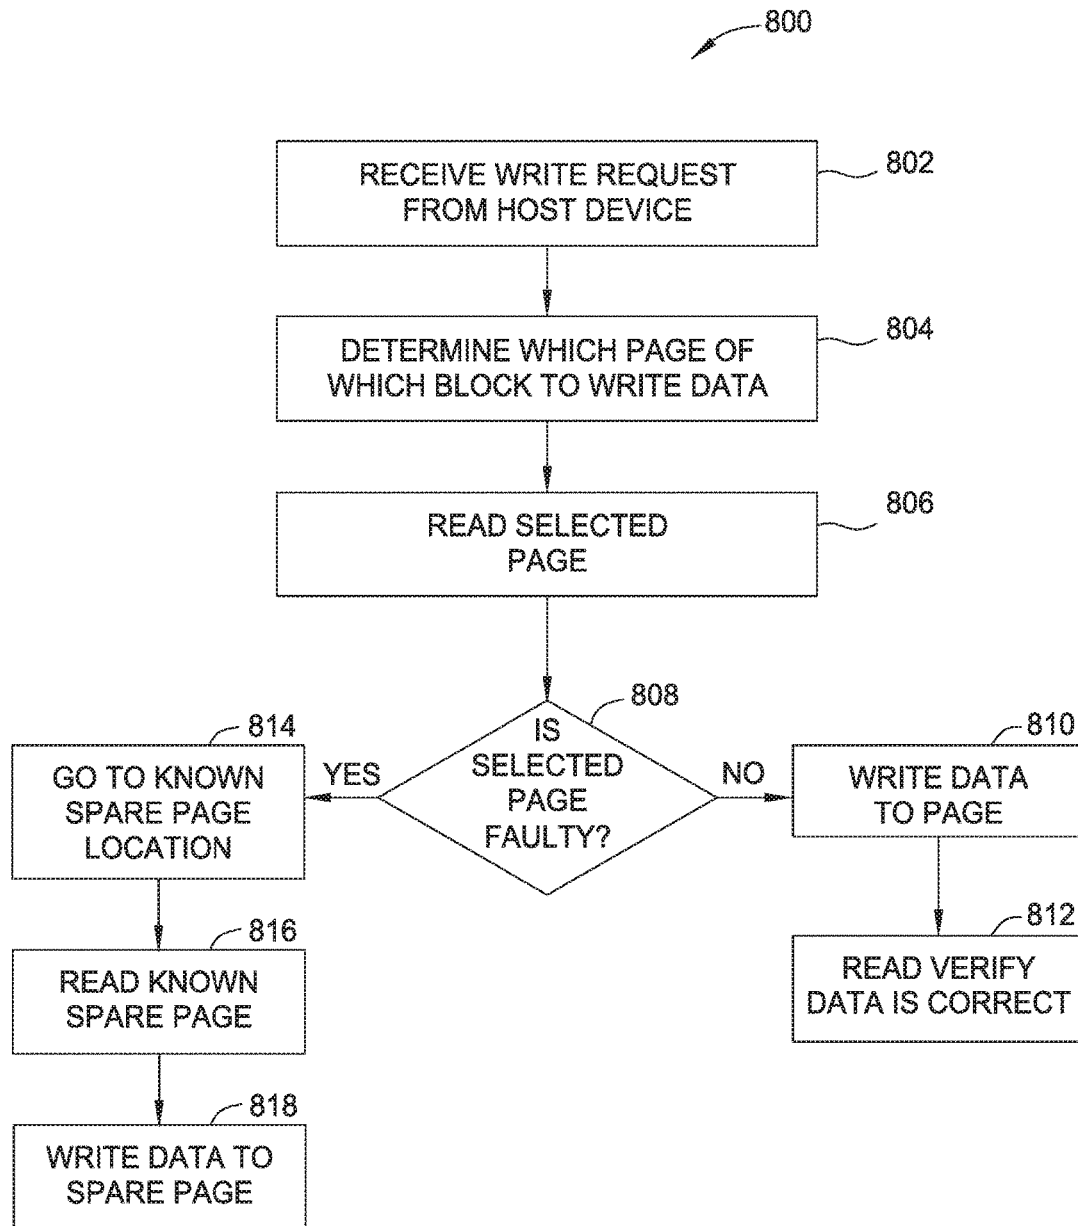 800
RECEIVE WRITE REQUEST
FROM HOST DEVICE
802
DETERMINE WHICH PAGE OF
WHICH BLOCK TO WRITE DATA
804
READ SELECTED
PAGE
806
IS
SELECTED
PAGE
FAULTY?
808
YES
NO
814
GO TO KNOWN
SPARE PAGE
LOCATION
816
READ KNOWN
SPARE PAGE
818
WRITE DATA TO
SPARE PAGE
810
WRITE DATA
TO PAGE
812
READ VERIFY
DATA IS CORRECT